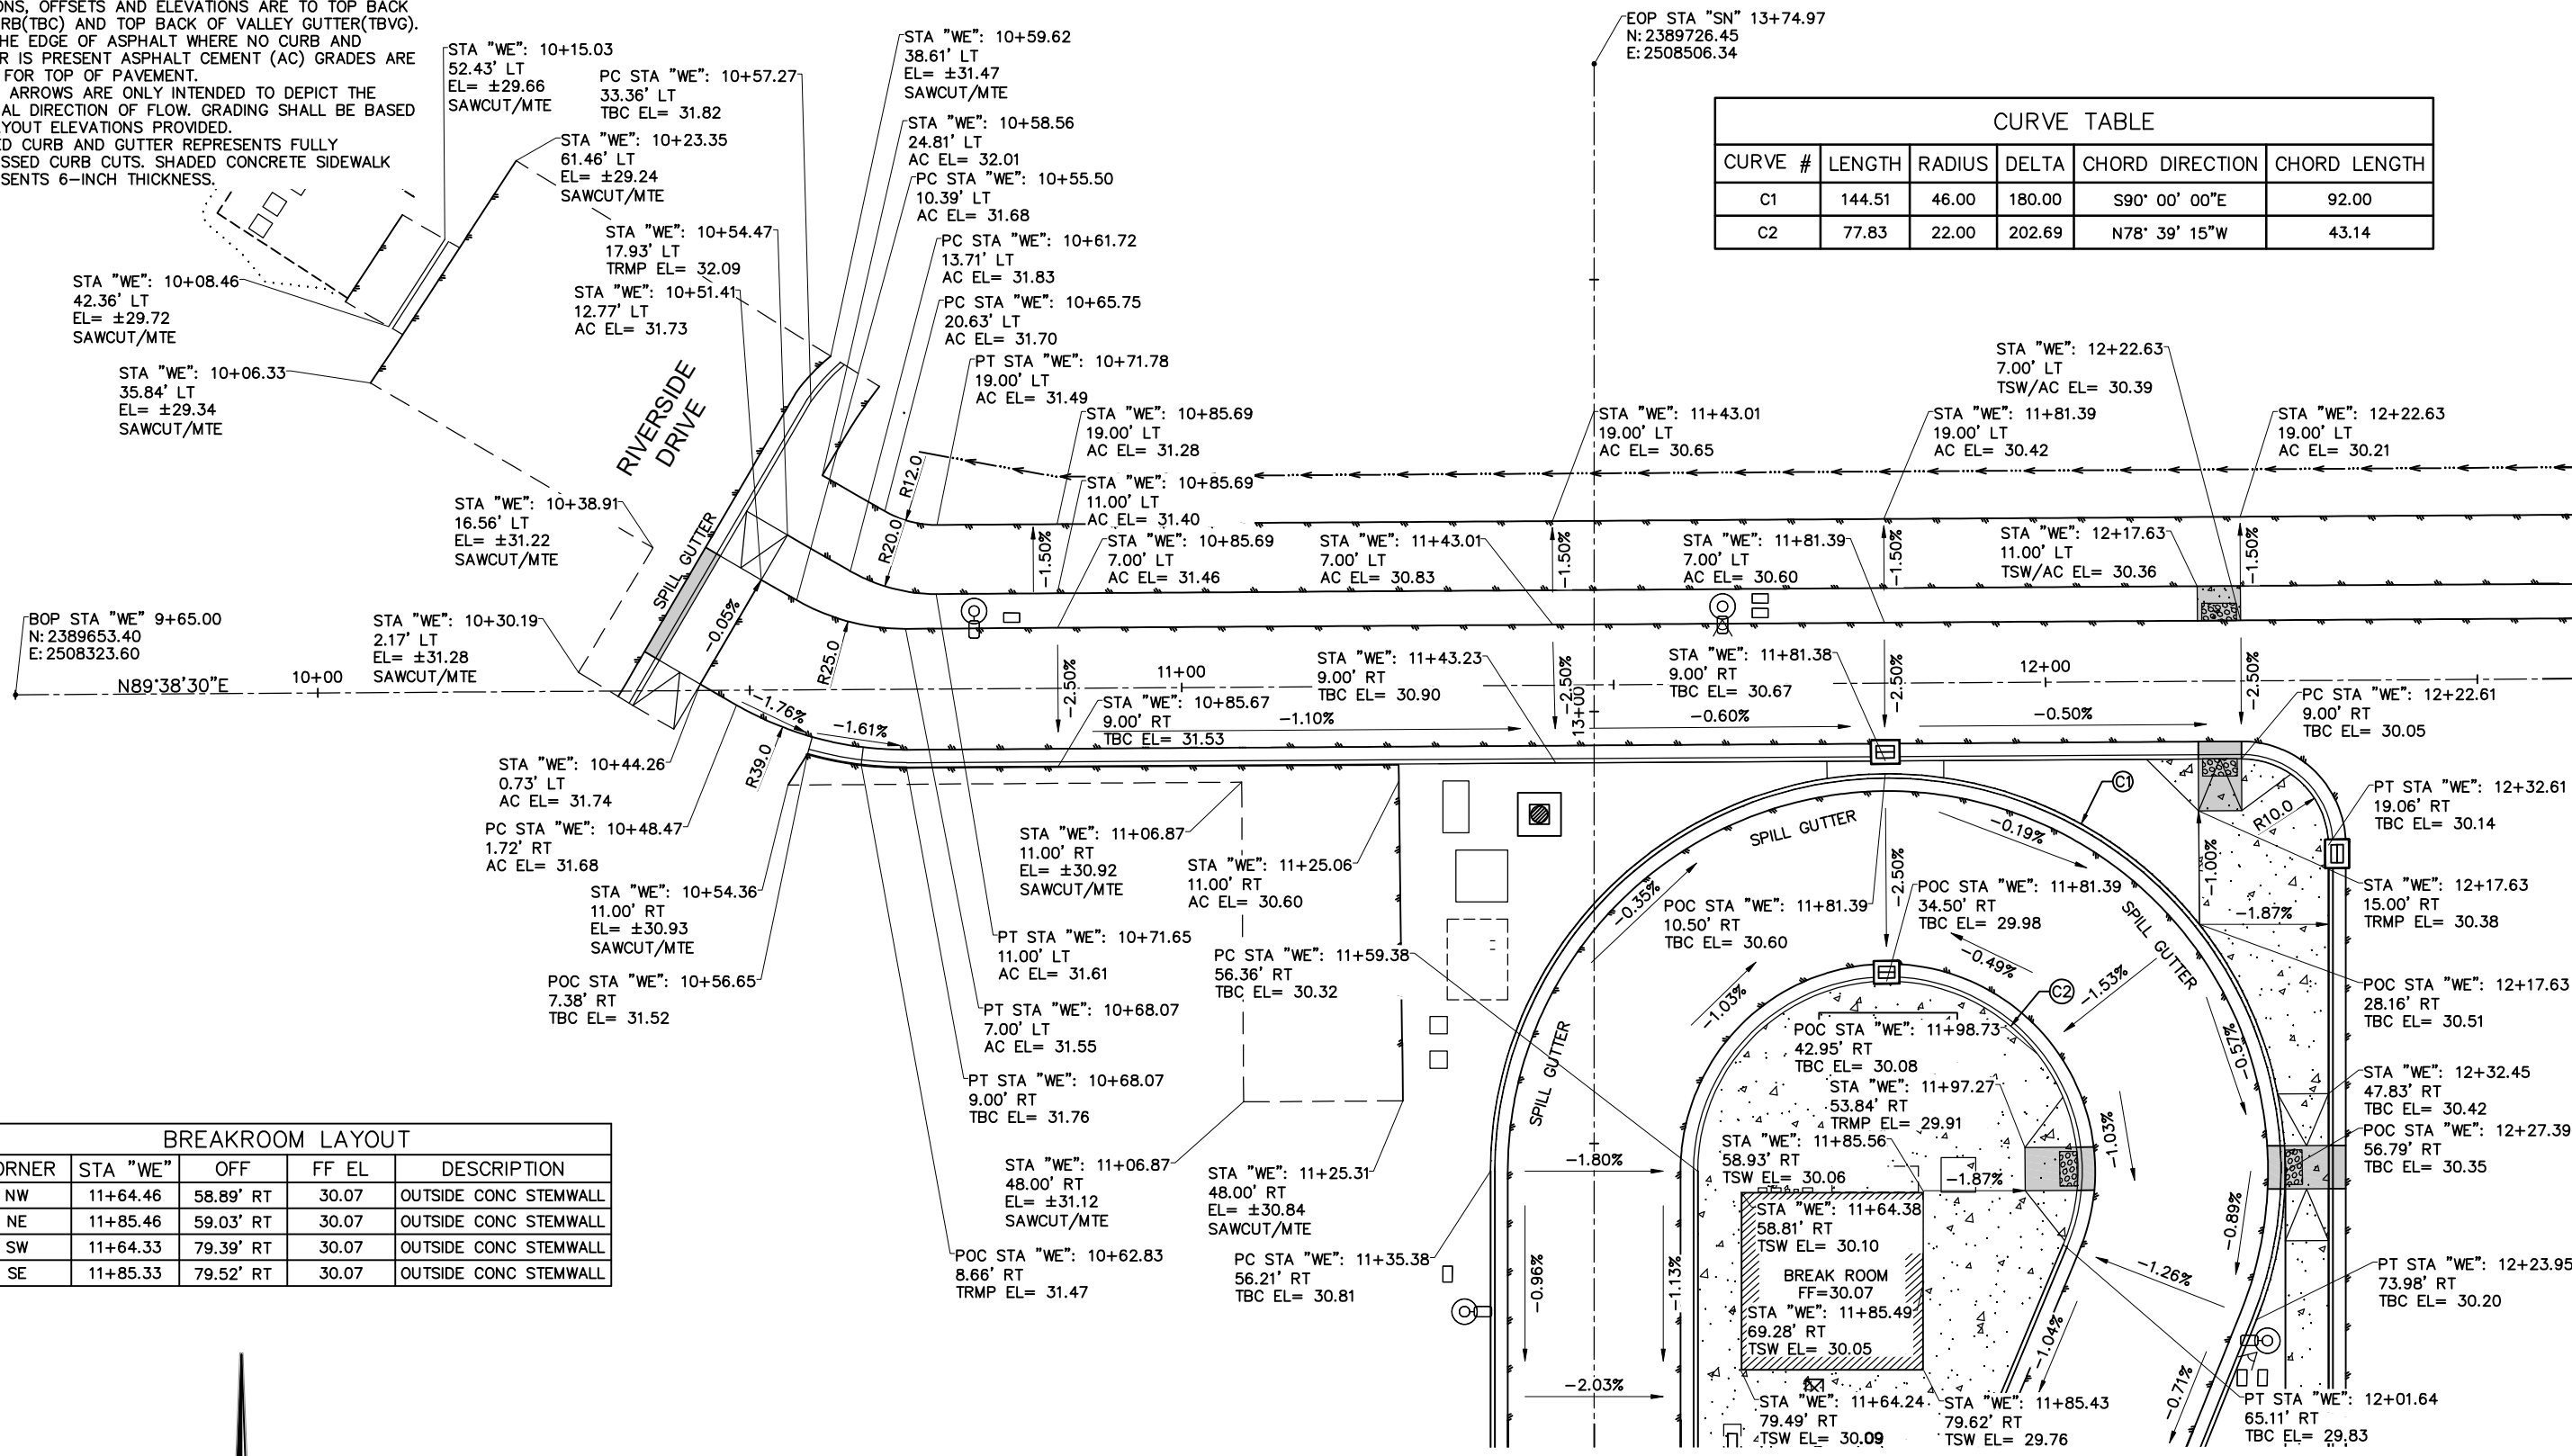 ONS, OFFSETS AND ELEVATIONS ARE TO TOP BACK
RB(TBC) AND TOP BACK OF VALLEY GUTTER(TBVG).
HE EDGE OF ASPHALT WHERE NO CURB AND
R IS PRESENT ASPHALT CEMENT (AC) GRADES ARE
FOR TOP OF PAVEMENT.
ARROWS ARE ONLY INTENDED TO DEPICT THE
AL DIRECTION OF FLOW. GRADING SHALL BE BASED
AYOUT ELEVATIONS PROVIDED.
ED CURB AND GUTTER REPRESENTS FULLY
SSED CURB CUTS. SHADED CONCRETE SIDEWALK
SENTS 6-INCH THICKNESS.
STA "WE": 10+15.03
52.43' LT
EL= ±29.66
SAWCUT/MTE
PC STA "WE": 10+57.27
33.36' LT
TBC EL= 31.82
STA "WE": 10+59.62
38.61' LT
EL= ±31.47
SAWCUT/MTE
EOP STA "SN" 13+74.97
N: 2389726.45
E: 2508506.34
CURVE TABLE
CURVE # LENGTH RADIUS DELTA CHORD DIRECTION CHORD LENGTH
C1 144.51 46.00 180.00 S90° 00' 00"E 92.00
C2 77.83 22.00 202.69 N78° 39' 15"W 43.14
STA "WE": 10+23.35
61.46' LT
EL= ±29.24
SAWCUT/MTE
STA "WE": 10+58.56
24.81' LT
AC EL= 32.01
PC STA "WE": 10+55.50
10.39' LT
AC EL= 31.68
STA "WE": 10+54.47
17.93' LT
TRMP EL= 32.09
PC STA "WE": 10+61.72
13.71' LT
AC EL= 31.83
STA "WE": 10+08.46
42.36' LT
EL= ±29.72
SAWCUT/MTE
STA "WE": 10+51.41
12.77' LT
AC EL= 31.73
PC STA "WE": 10+65.75
20.63' LT
AC EL= 31.70
STA "WE": 10+06.33
35.84' LT
EL= ±29.34
SAWCUT/MTE
RIVERSIDE
DRIVE
PT STA "WE": 10+71.78
19.00' LT
AC EL= 31.49
STA "WE": 12+22.63
7.00' LT
TSW/AC EL= 30.39
STA "WE": 10+85.69
19.00' LT
AC EL= 31.28
STA "WE": 11+43.01
19.00' LT
AC EL= 30.65
STA "WE": 11+81.39
19.00' LT
AC EL= 30.42
STA "WE": 12+22.63
19.00' LT
AC EL= 30.21
STA "WE": 10+38.91
16.56' LT
EL= ±31.22
SAWCUT/MTE
SPILL GUTTER
R12.0
R20.0
STA "WE": 10+85.69
11.00' LT
AC EL= 31.40
-1.50%
STA "WE": 10+85.69
7.00' LT
AC EL= 31.46
STA "WE": 11+43.01
7.00' LT
AC EL= 30.83
-1.50%
STA "WE": 11+81.39
7.00' LT
AC EL= 30.60
-1.50%
STA "WE": 12+17.63
11.00' LT
TSW/AC EL= 30.36
-1.50%
BOP STA "WE" 9+65.00
N: 2389653.40
E: 2508323.60
N89°38'30"E
10+00
STA "WE": 10+30.19
2.17' LT
EL= ±31.28
SAWCUT/MTE
-0.05%
R25.0
-2.50%
11+00
STA "WE": 11+43.23
9.00' RT
TBC EL= 30.90
-2.50%
13+00
STA "WE": 11+81.38
9.00' RT
TBC EL= 30.67
-2.50%
12+00
-2.50%
PC STA "WE": 12+22.61
9.00' RT
TBC EL= 30.05
-1.76%
-1.61%
STA "WE": 10+85.67
9.00' RT
TBC EL= 31.53
-1.10%
-0.60%
-0.50%
R39.0
STA "WE": 10+44.26
0.73' LT
AC EL= 31.74
PC STA "WE": 10+48.47
1.72' RT
AC EL= 31.68
STA "WE": 10+54.36
11.00' RT
EL= ±30.93
SAWCUT/MTE
POC STA "WE": 10+56.65
7.38' RT
TBC EL= 31.52
STA "WE": 11+06.87
11.00' RT
EL= ±30.92
SAWCUT/MTE
STA "WE": 11+25.06
11.00' RT
AC EL= 30.60
SPILL GUTTER
-0.19%
C1
R10.0
PT STA "WE": 12+32.61
19.06' RT
TBC EL= 30.14
-0.35%
-2.50%
POC STA "WE": 11+81.39
10.50' RT
TBC EL= 30.60
POC STA "WE": 11+81.39
34.50' RT
TBC EL= 29.98
SPILL GUTTER
-1.00%
-1.87%
STA "WE": 12+17.63
15.00' RT
TRMP EL= 30.38
PT STA "WE": 10+71.65
11.00' LT
AC EL= 31.61
PC STA "WE": 11+59.38
56.36' RT
TBC EL= 30.32
-0.49%
-1.53%
C2
POC STA "WE": 12+17.63
28.16' RT
TBC EL= 30.51
PT STA "WE": 10+68.07
7.00' LT
AC EL= 31.55
-1.03%
SPILL GUTTER
POC STA "WE": 11+98.73
42.95' RT
TBC EL= 30.08
-0.57%
PT STA "WE": 10+68.07
9.00' RT
TBC EL= 31.76
STA "WE": 11+97.27
53.84' RT
TRMP EL= 29.91
-1.03%
STA "WE": 12+32.45
47.83' RT
TBC EL= 30.42
POC STA "WE": 12+27.39
56.79' RT
TBC EL= 30.35
BREAKROOM LAYOUT
ORNER STA "WE" OFF FF EL DESCRIPTION
NW 11+64.46 58.89' RT 30.07 OUTSIDE CONC STEMWALL
NE 11+85.46 59.03' RT 30.07 OUTSIDE CONC STEMWALL
SW 11+64.33 79.39' RT 30.07 OUTSIDE CONC STEMWALL
SE 11+85.33 79.52' RT 30.07 OUTSIDE CONC STEMWALL
STA "WE": 11+06.87
48.00' RT
EL= ±31.12
SAWCUT/MTE
STA "WE": 11+25.31
48.00' RT
EL= ±30.84
SAWCUT/MTE
-1.80%
STA "WE": 11+85.56
58.93' RT
TSW EL= 30.06
-1.87%
STA "WE": 11+64.38
58.81' RT
TSW EL= 30.10
-0.89%
POC STA "WE": 10+62.83
8.66' RT
TRMP EL= 31.47
PC STA "WE": 11+35.38
56.21' RT
TBC EL= 30.81
-0.96%
-1.13%
BREAK ROOM
FF=30.07
STA "WE": 11+85.49
69.28' RT
TSW EL= 30.05
-1.04%
-1.26%
PT STA "WE": 12+23.95
73.98' RT
TBC EL= 30.20
-2.03%
STA "WE": 11+64.24
79.49' RT
TSW EL= 30.09
STA "WE": 11+85.43
79.62' RT
TSW EL= 29.76
-0.71%
PT STA "WE": 12+01.64
65.11' RT
TBC EL= 29.83